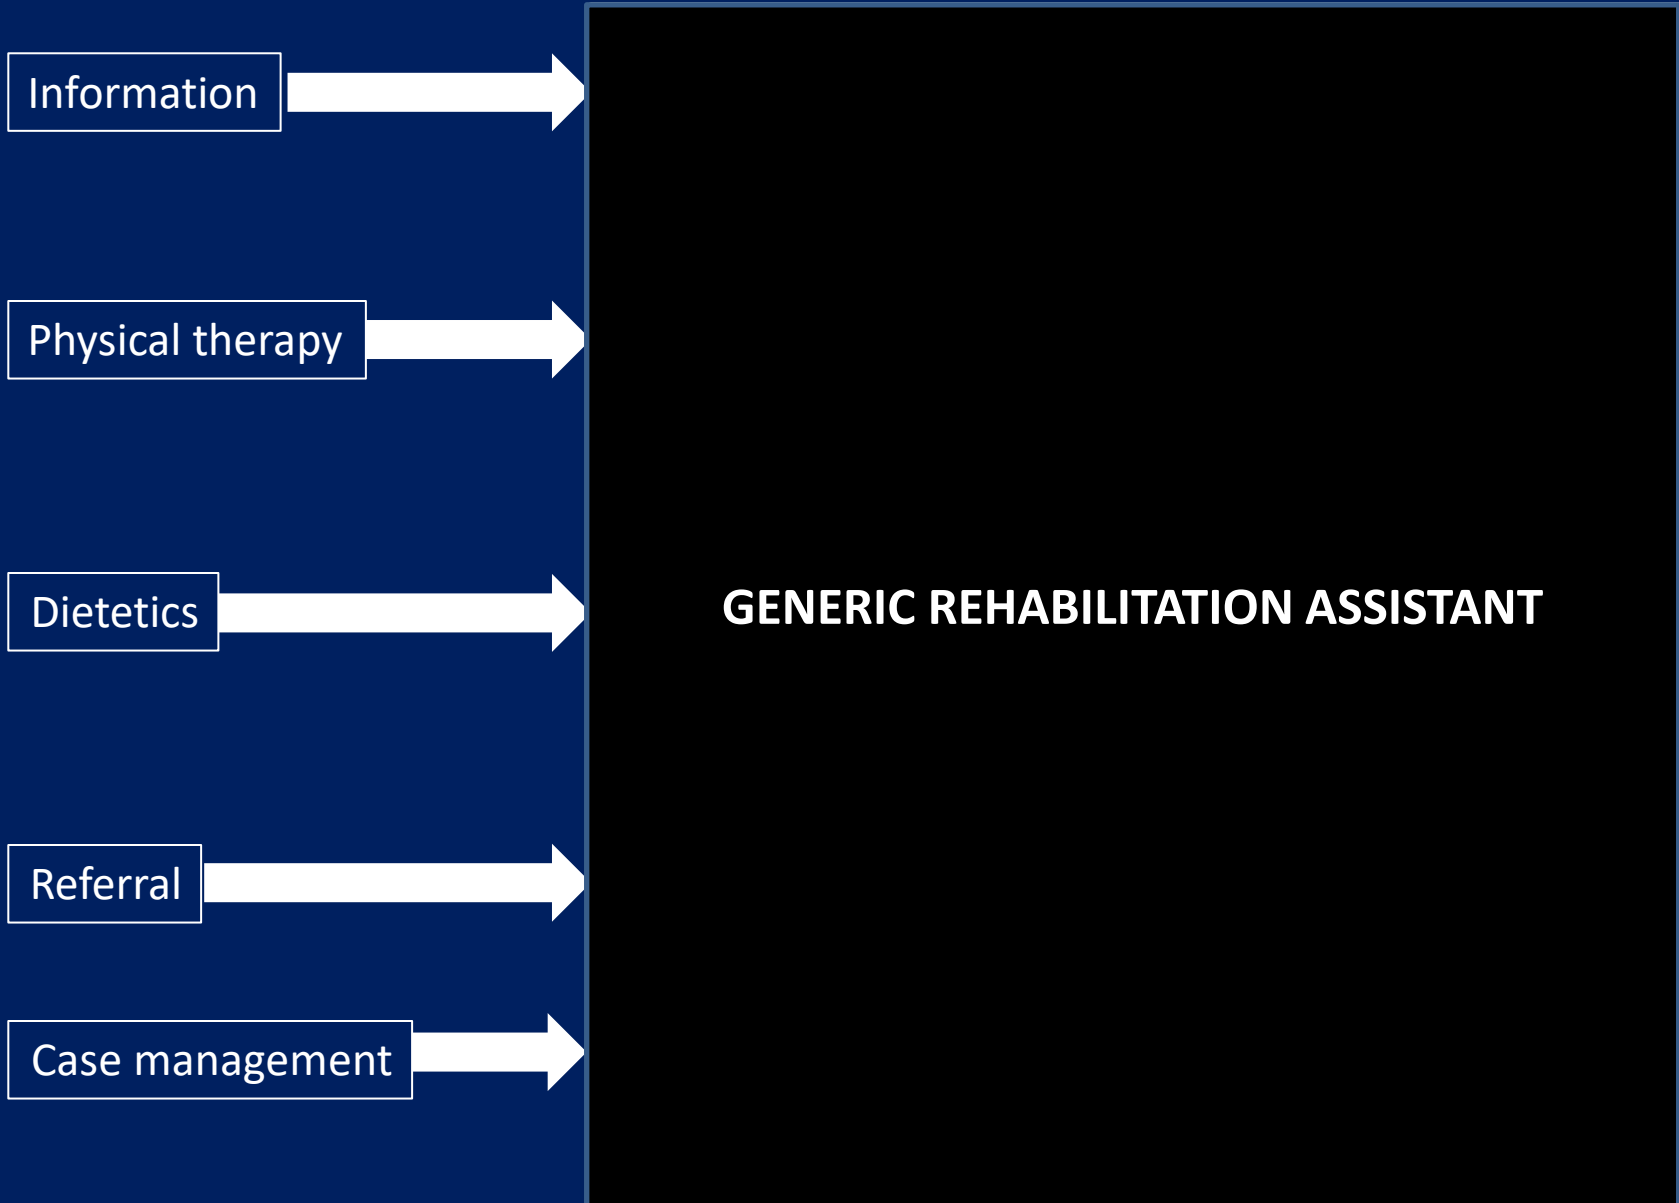 Information
Physical therapy
Dietetics
GENERIC REHABILITATION ASSISTANT
Referral
Case management